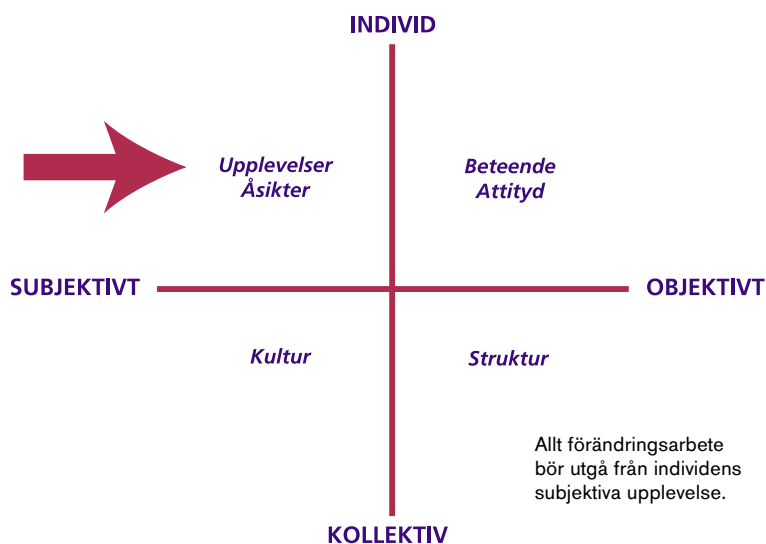 INDIVID
Upplevelser
Åsikter
Beteende
Attityd
SUBJEKTIVT
OBJEKTIVT
Kultur
Struktur
Allt förändringsarbete
bör utgå från individens
subjektiva upplevelse.
KOLLEKTIV